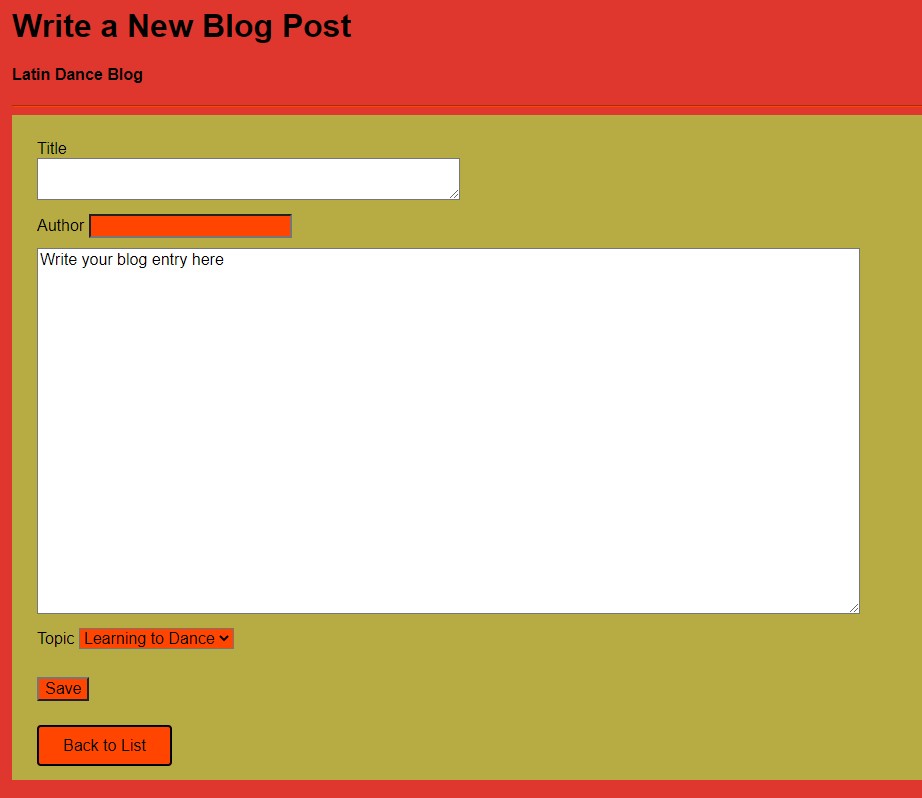 Write a New Blog Post
Latin Dance Blog
Title
Author
Write your blog entry here
Topic Learning to Dance
Save
Back to List